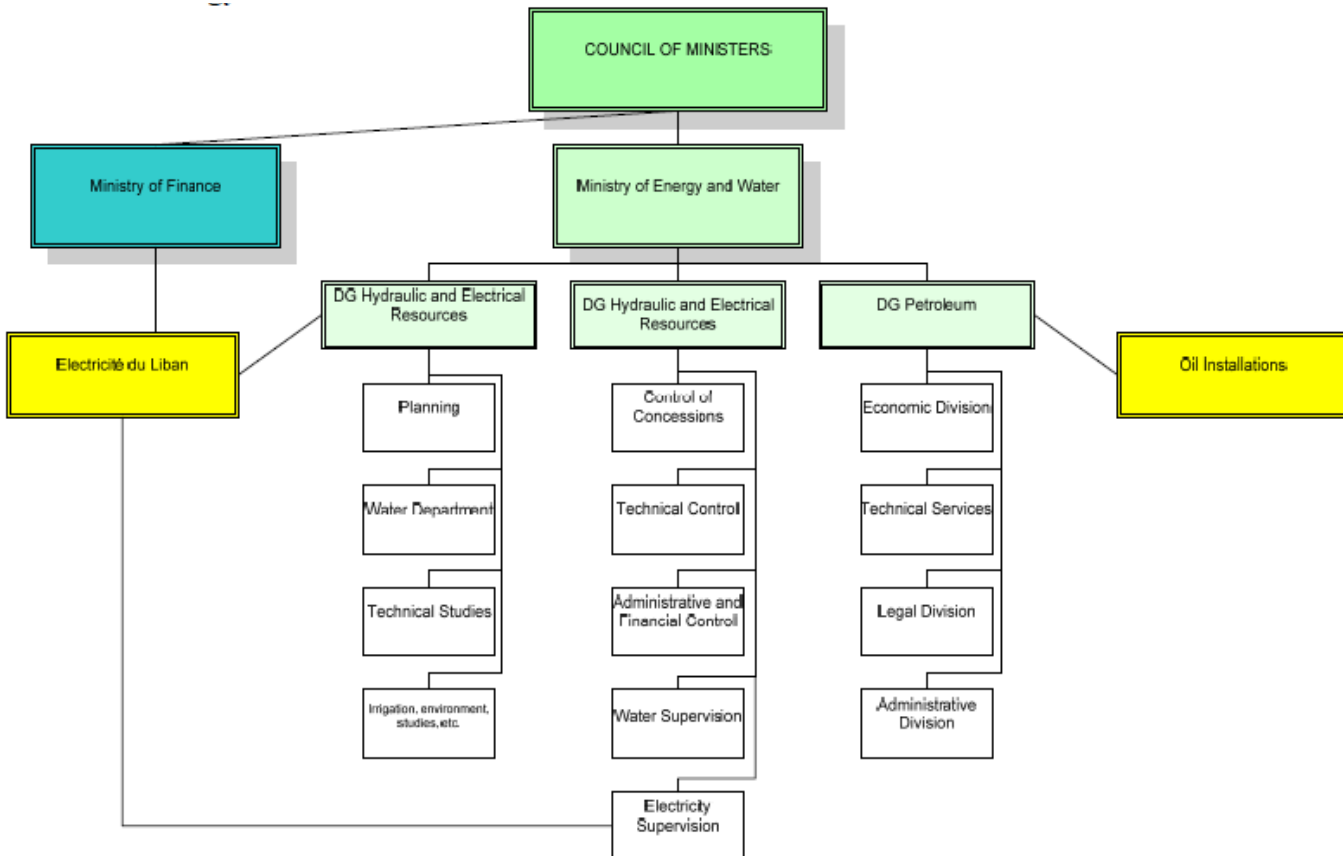 COUNCIL OF MINISTERS
Ministry of Finance
Ministry of Energy and Water
DG Hydraulic and Electrical
Resources
DG Hydraulic and Electrical
Resources
DG Petroleum
Electricité du Liban
Oil Installations
Planning
Control of
Concessions
Economic Division
Water Department
Technical Control
Technical Services
Technical Studies
Administrative and
Financial Control
Legal Division
Irrigation, environment,
studies, etc.
Water Supervision
Administrative
Division
Electricity
Supervision